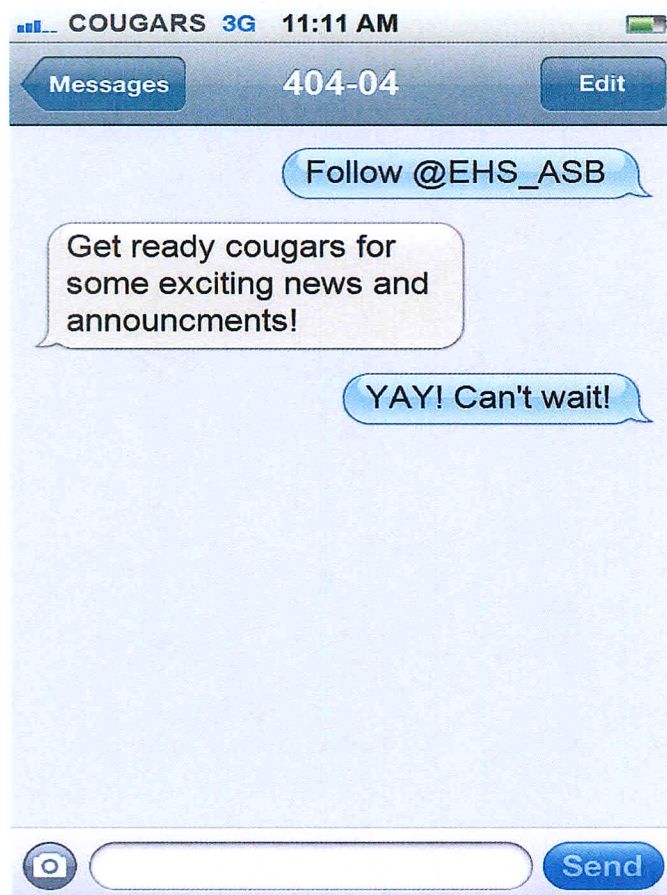 COUGARS 3G 11:11 AM
Messages 404-04 Edit
Follow @EHS_ASB
Get ready cougars for
some exciting news and
announcments!
YAY! Can't wait!
Send